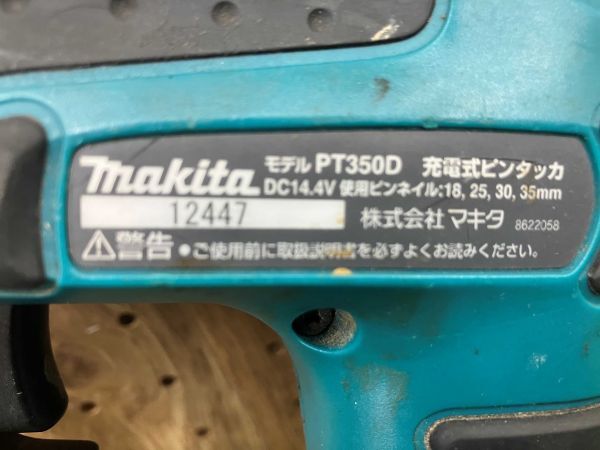 makita モデル PT350D 充電式ピンタッカ
DC14.4V 使用ピンネイル:18, 25, 30, 35mm
12447 株式会社 マキタ 8622058
⚠警告 ●ご使用前に取扱説明書を必ずよくお読みください。